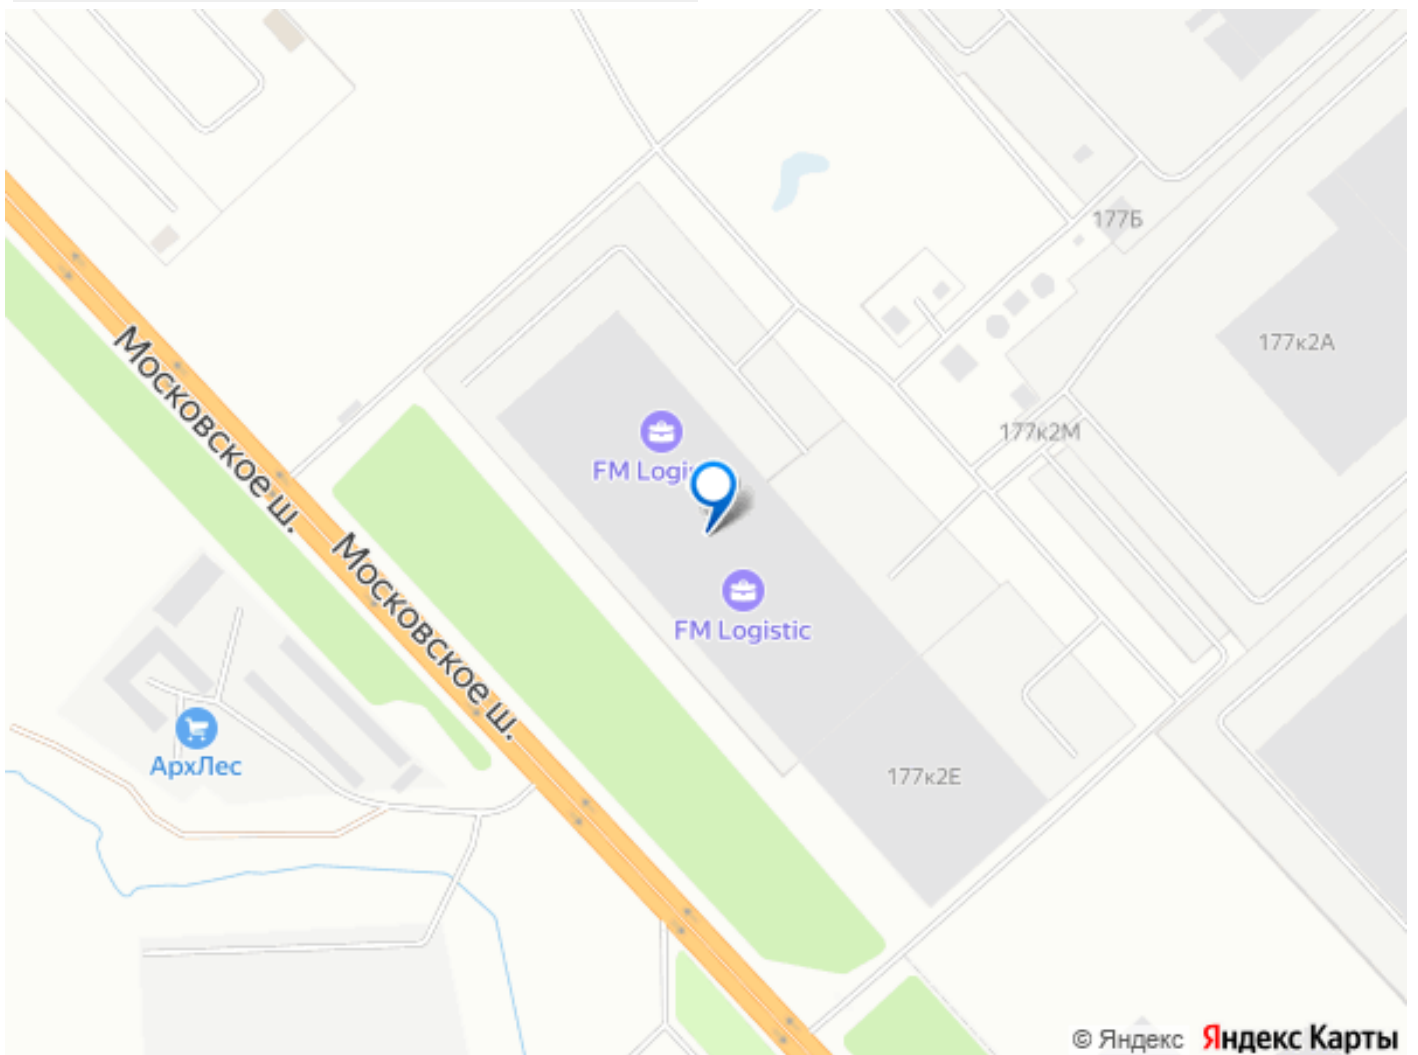 177Б
177к2А
Московское ш.
177к2М
FM Logi
Московское ш.
FM Logistic
АрхЛес
177к2Е
© Яндекс Яндекс Карты